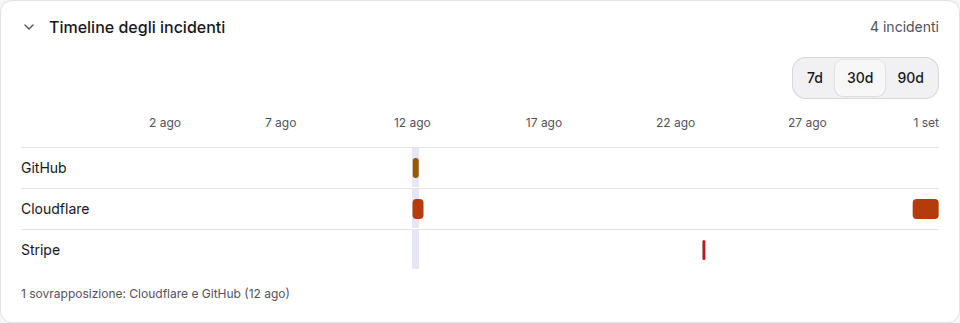 Timeline degli incidenti
4 incidenti
7d 30d 90d
2 ago 7 ago 12 ago 17 ago 22 ago 27 ago 1 set
GitHub
Cloudflare
Stripe
1 sovrapposizione: Cloudflare e GitHub (12 ago)